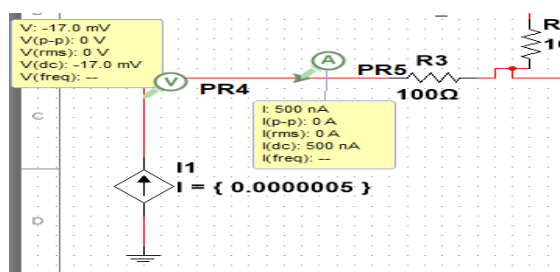 V: -17.0 mV
V(p-p): 0 V
V(rms): 0 V
V(dc): -17.0 mV
V(freq): --
V
PR4
A
PR5
R3
100Ω
R
I: 500 nA
I(p-p): 0 A
I(rms): 0 A
I(dc): 500 nA
I(freq): --
C
I1
I = { 0.0000005 }
D